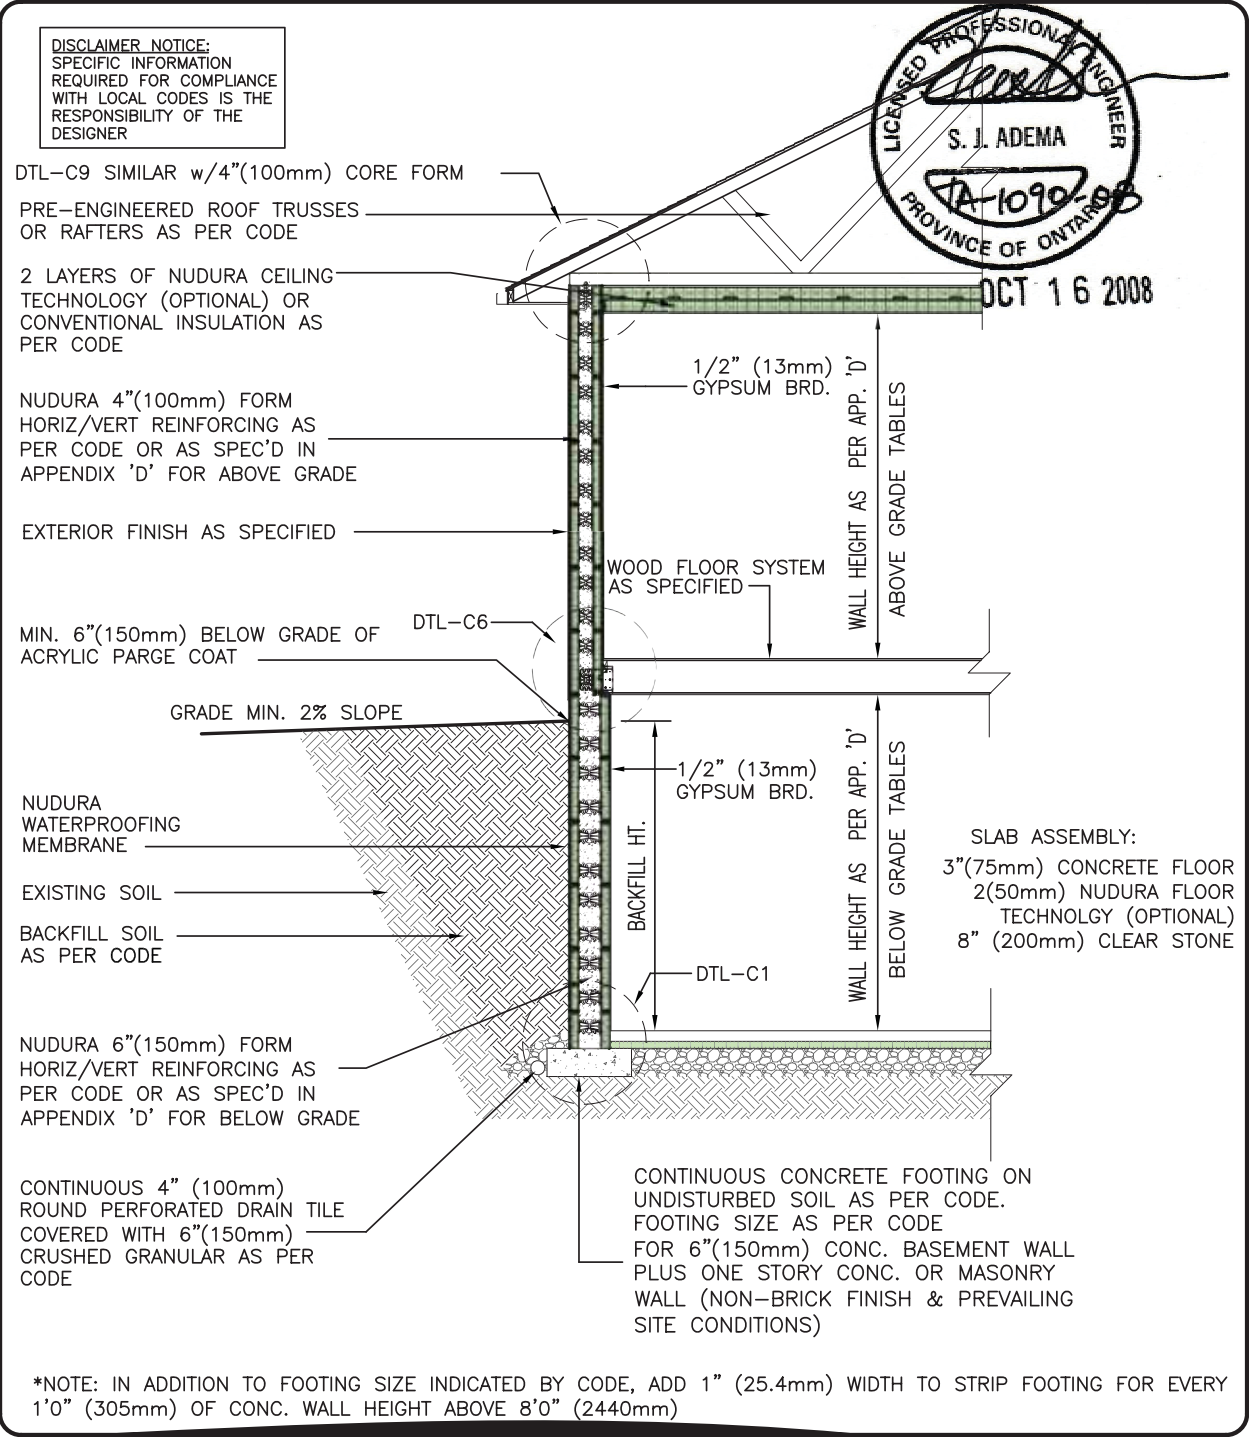 DISCLAIMER NOTICE:
SPECIFIC INFORMATION
REQUIRED FOR COMPLIANCE
WITH LOCAL CODES IS THE
RESPONSIBILITY OF THE
DESIGNER
LICENSED PROFESSIONAL ENGINEER
S. J. ADEMA
TA-1090-08
PROVINCE OF ONTARIO
OCT 16 2008
DTL-C9 SIMILAR w/4"(100mm) CORE FORM
PRE-ENGINEERED ROOF TRUSSES
OR RAFTERS AS PER CODE
2 LAYERS OF NUDURA CEILING
TECHNOLOGY (OPTIONAL) OR
CONVENTIONAL INSULATION AS
PER CODE
1/2" (13mm)
GYPSUM BRD.
WALL HEIGHT AS PER APP. 'D'
ABOVE GRADE TABLES
NUDURA 4"(100mm) FORM
HORIZ/VERT REINFORCING AS
PER CODE OR AS SPEC'D IN
APPENDIX 'D' FOR ABOVE GRADE
EXTERIOR FINISH AS SPECIFIED
WOOD FLOOR SYSTEM
AS SPECIFIED
DTL-C6
MIN. 6"(150mm) BELOW GRADE OF
ACRYLIC PARGE COAT
GRADE MIN. 2% SLOPE
1/2" (13mm)
GYPSUM BRD.
BACKFILL HT.
WALL HEIGHT AS PER APP. 'D'
BELOW GRADE TABLES
NUDURA
WATERPROOFING
MEMBRANE
EXISTING SOIL
BACKFILL SOIL
AS PER CODE
SLAB ASSEMBLY:
3"(75mm) CONCRETE FLOOR
2(50mm) NUDURA FLOOR
TECHNOLGY (OPTIONAL)
8" (200mm) CLEAR STONE
DTL-C1
NUDURA 6"(150mm) FORM
HORIZ/VERT REINFORCING AS
PER CODE OR AS SPEC'D IN
APPENDIX 'D' FOR BELOW GRADE
CONTINUOUS 4" (100mm)
ROUND PERFORATED DRAIN TILE
COVERED WITH 6"(150mm)
CRUSHED GRANULAR AS PER
CODE
CONTINUOUS CONCRETE FOOTING ON
UNDISTURBED SOIL AS PER CODE.
FOOTING SIZE AS PER CODE
FOR 6"(150mm) CONC. BASEMENT WALL
PLUS ONE STORY CONC. OR MASONRY
WALL (NON-BRICK FINISH & PREVAILING
SITE CONDITIONS)
*NOTE: IN ADDITION TO FOOTING SIZE INDICATED BY CODE, ADD 1" (25.4mm) WIDTH TO STRIP FOOTING FOR EVERY
1'0" (305mm) OF CONC. WALL HEIGHT ABOVE 8'0" (2440mm)